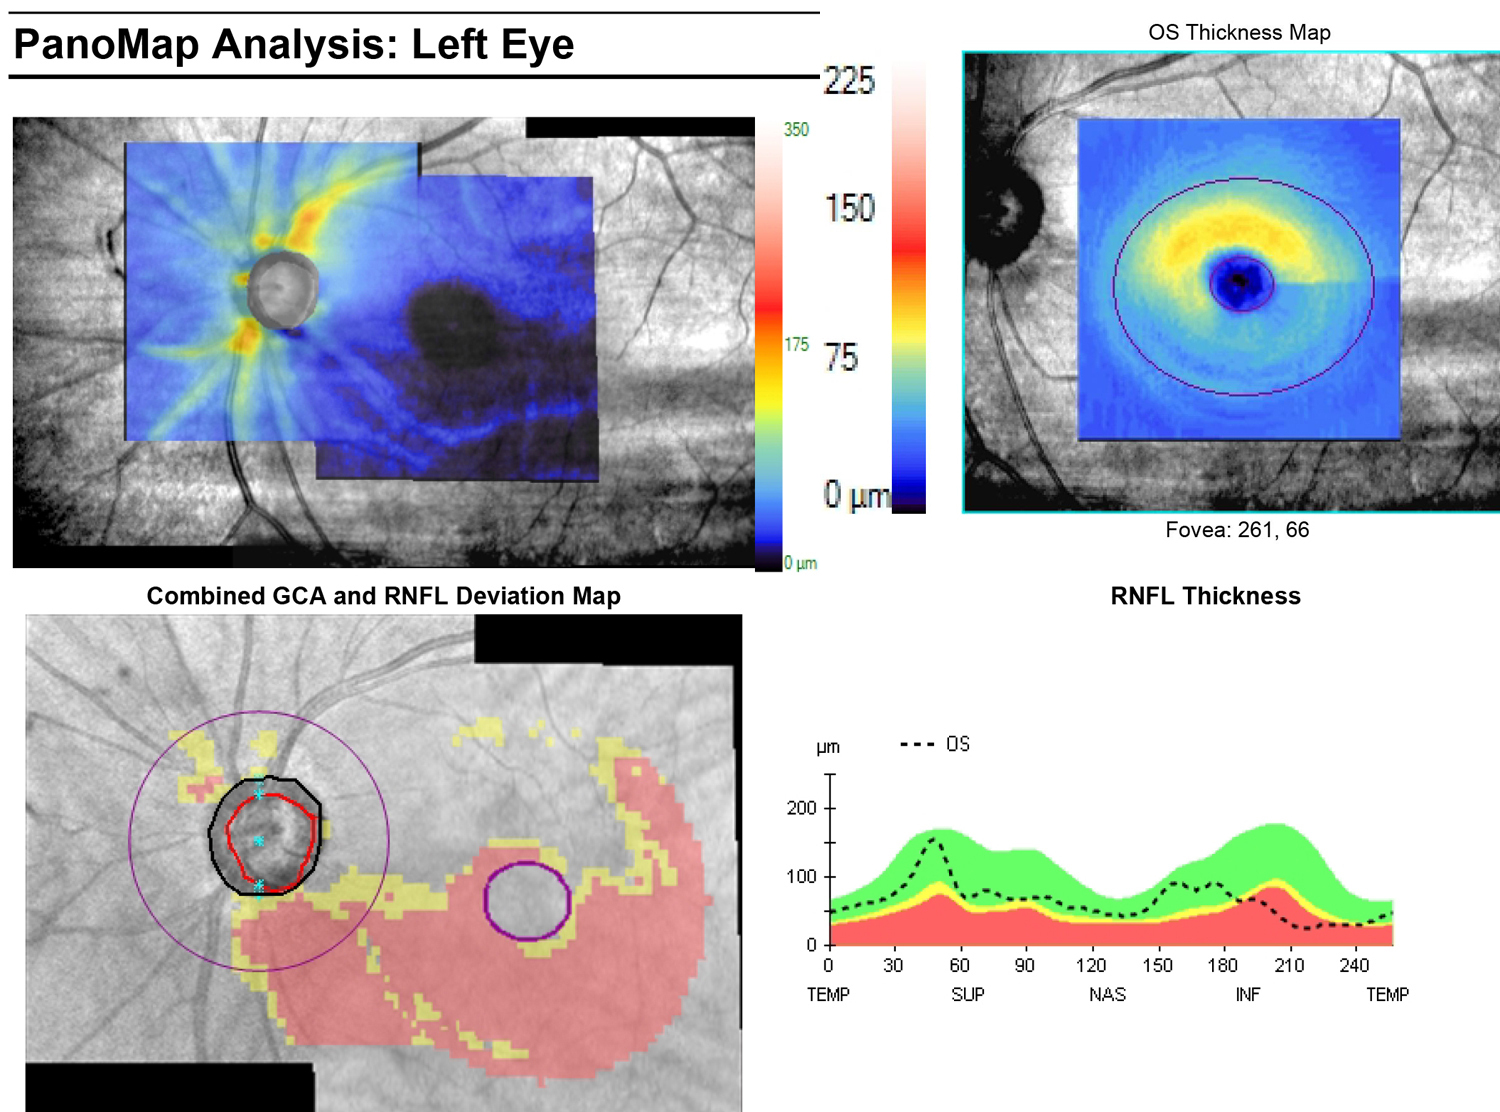 PanoMap Analysis: Left Eye
OS Thickness Map
225
150
75
0 µm
350
175
0 µm
Fovea: 261, 66
Combined GCA and RNFL Deviation Map
RNFL Thickness
µm
OS
200
100
0
0 30 60 90 120 150 180 210 240
TEMP SUP NAS INF TEMP